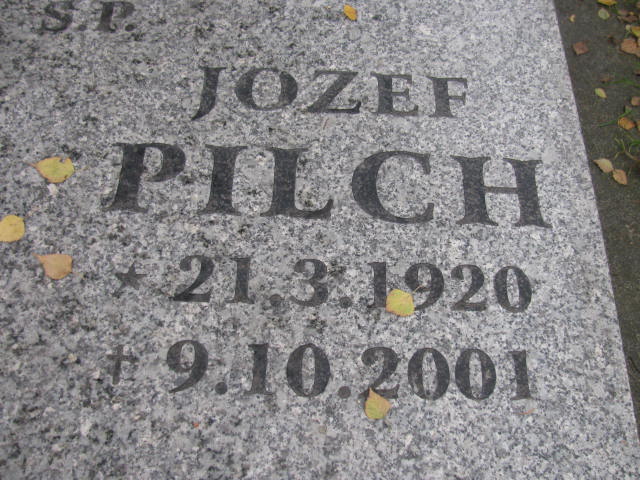 S.P.
JOZEF
PILCH
* 21.3.1920
† 9.10.2001